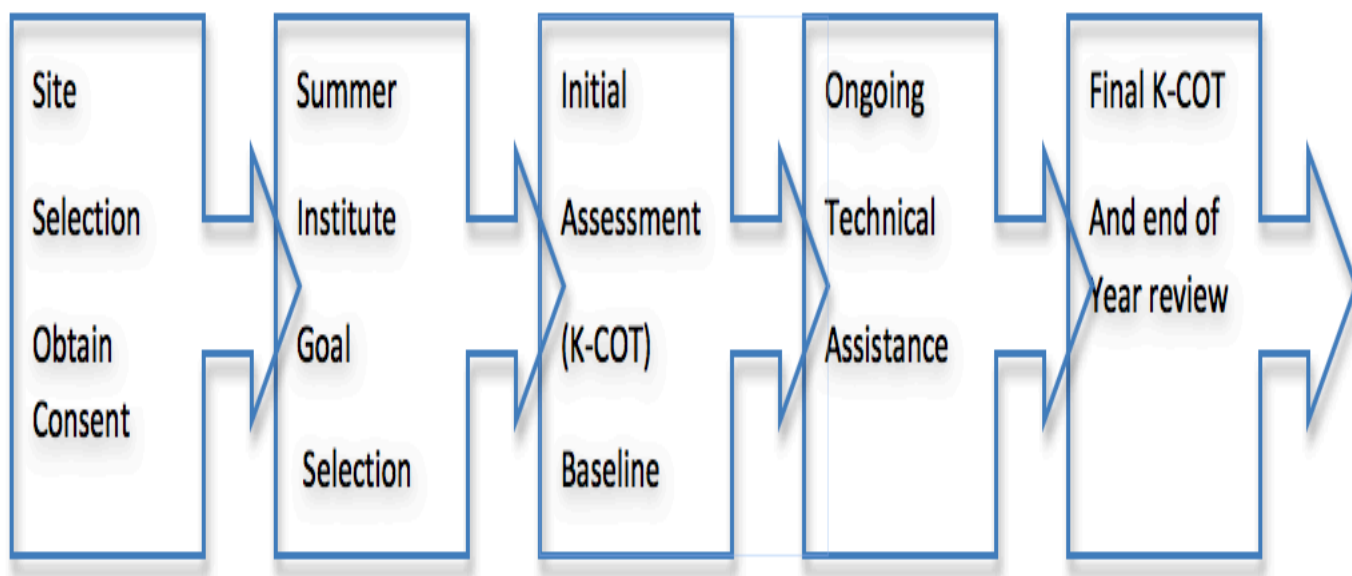 Site
Selection
Obtain
Consent
Summer
Institute
Goal
Selection
Initial
Assessment
(K-COT)
Baseline
Ongoing
Technical
Assistance
Final K-COT
And end of
Year review